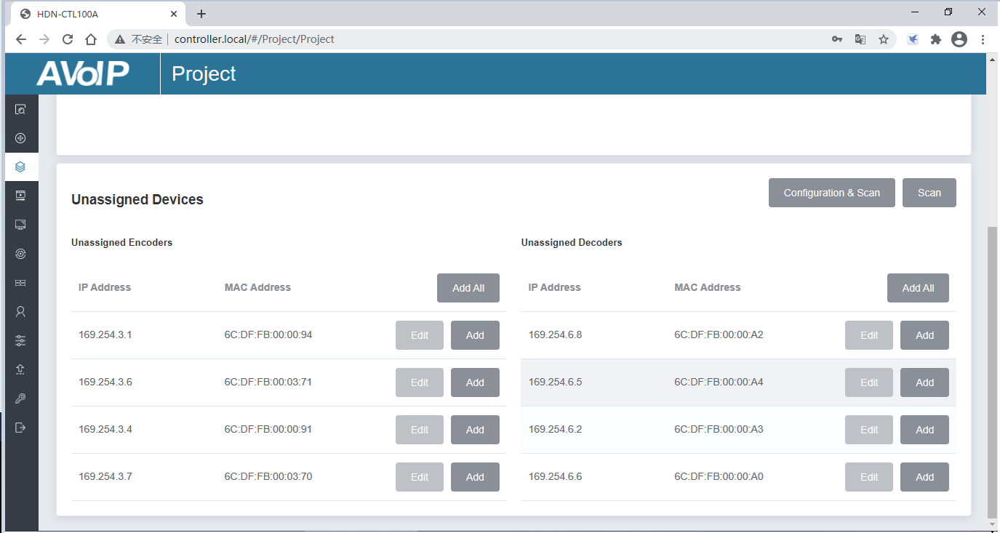 HDN-CTL100A
不安全 controller.local/#/Project/Project
AVoIP Project
Unassigned Devices
Configuration & Scan Scan
Unassigned Encoders
IP Address MAC Address Add All
169.254.3.1 6C:DF:FB:00:00:94 Edit Add
169.254.3.6 6C:DF:FB:00:03:71 Edit Add
169.254.3.4 6C:DF:FB:00:00:91 Edit Add
169.254.3.7 6C:DF:FB:00:03:70 Edit Add
Unassigned Decoders
IP Address MAC Address Add All
169.254.6.8 6C:DF:FB:00:00:A2 Edit Add
169.254.6.5 6C:DF:FB:00:00:A4 Edit Add
169.254.6.2 6C:DF:FB:00:00:A3 Edit Add
169.254.6.6 6C:DF:FB:00:00:A0 Edit Add